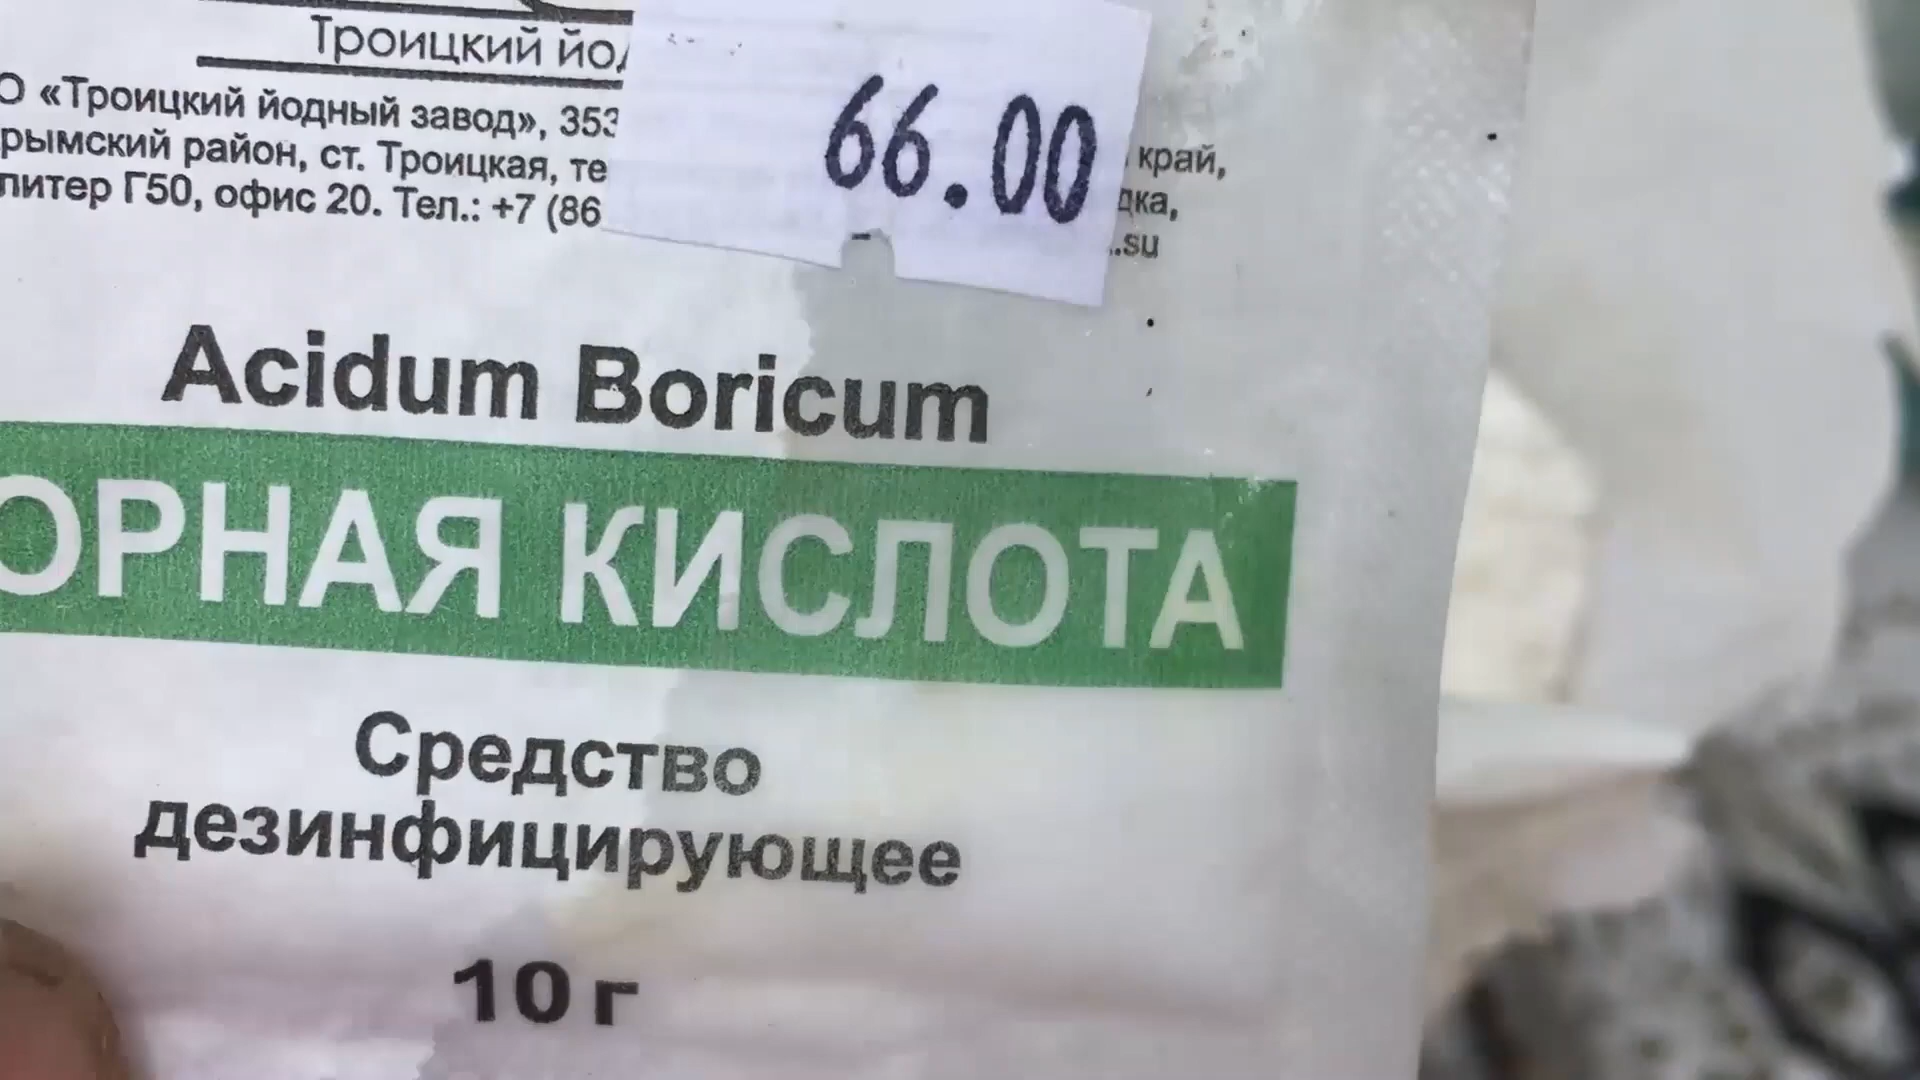 Троицкий йо
О «Троицкий йодный завод», 353 край,
рымский район, ст. Троицкая, те дка,
литер Г50, офис 20. Тел.: +7 (86 .su
66.00
Acidum Boricum
ОРНАЯ КИСЛОТА
Средство
дезинфицирующее
10 г